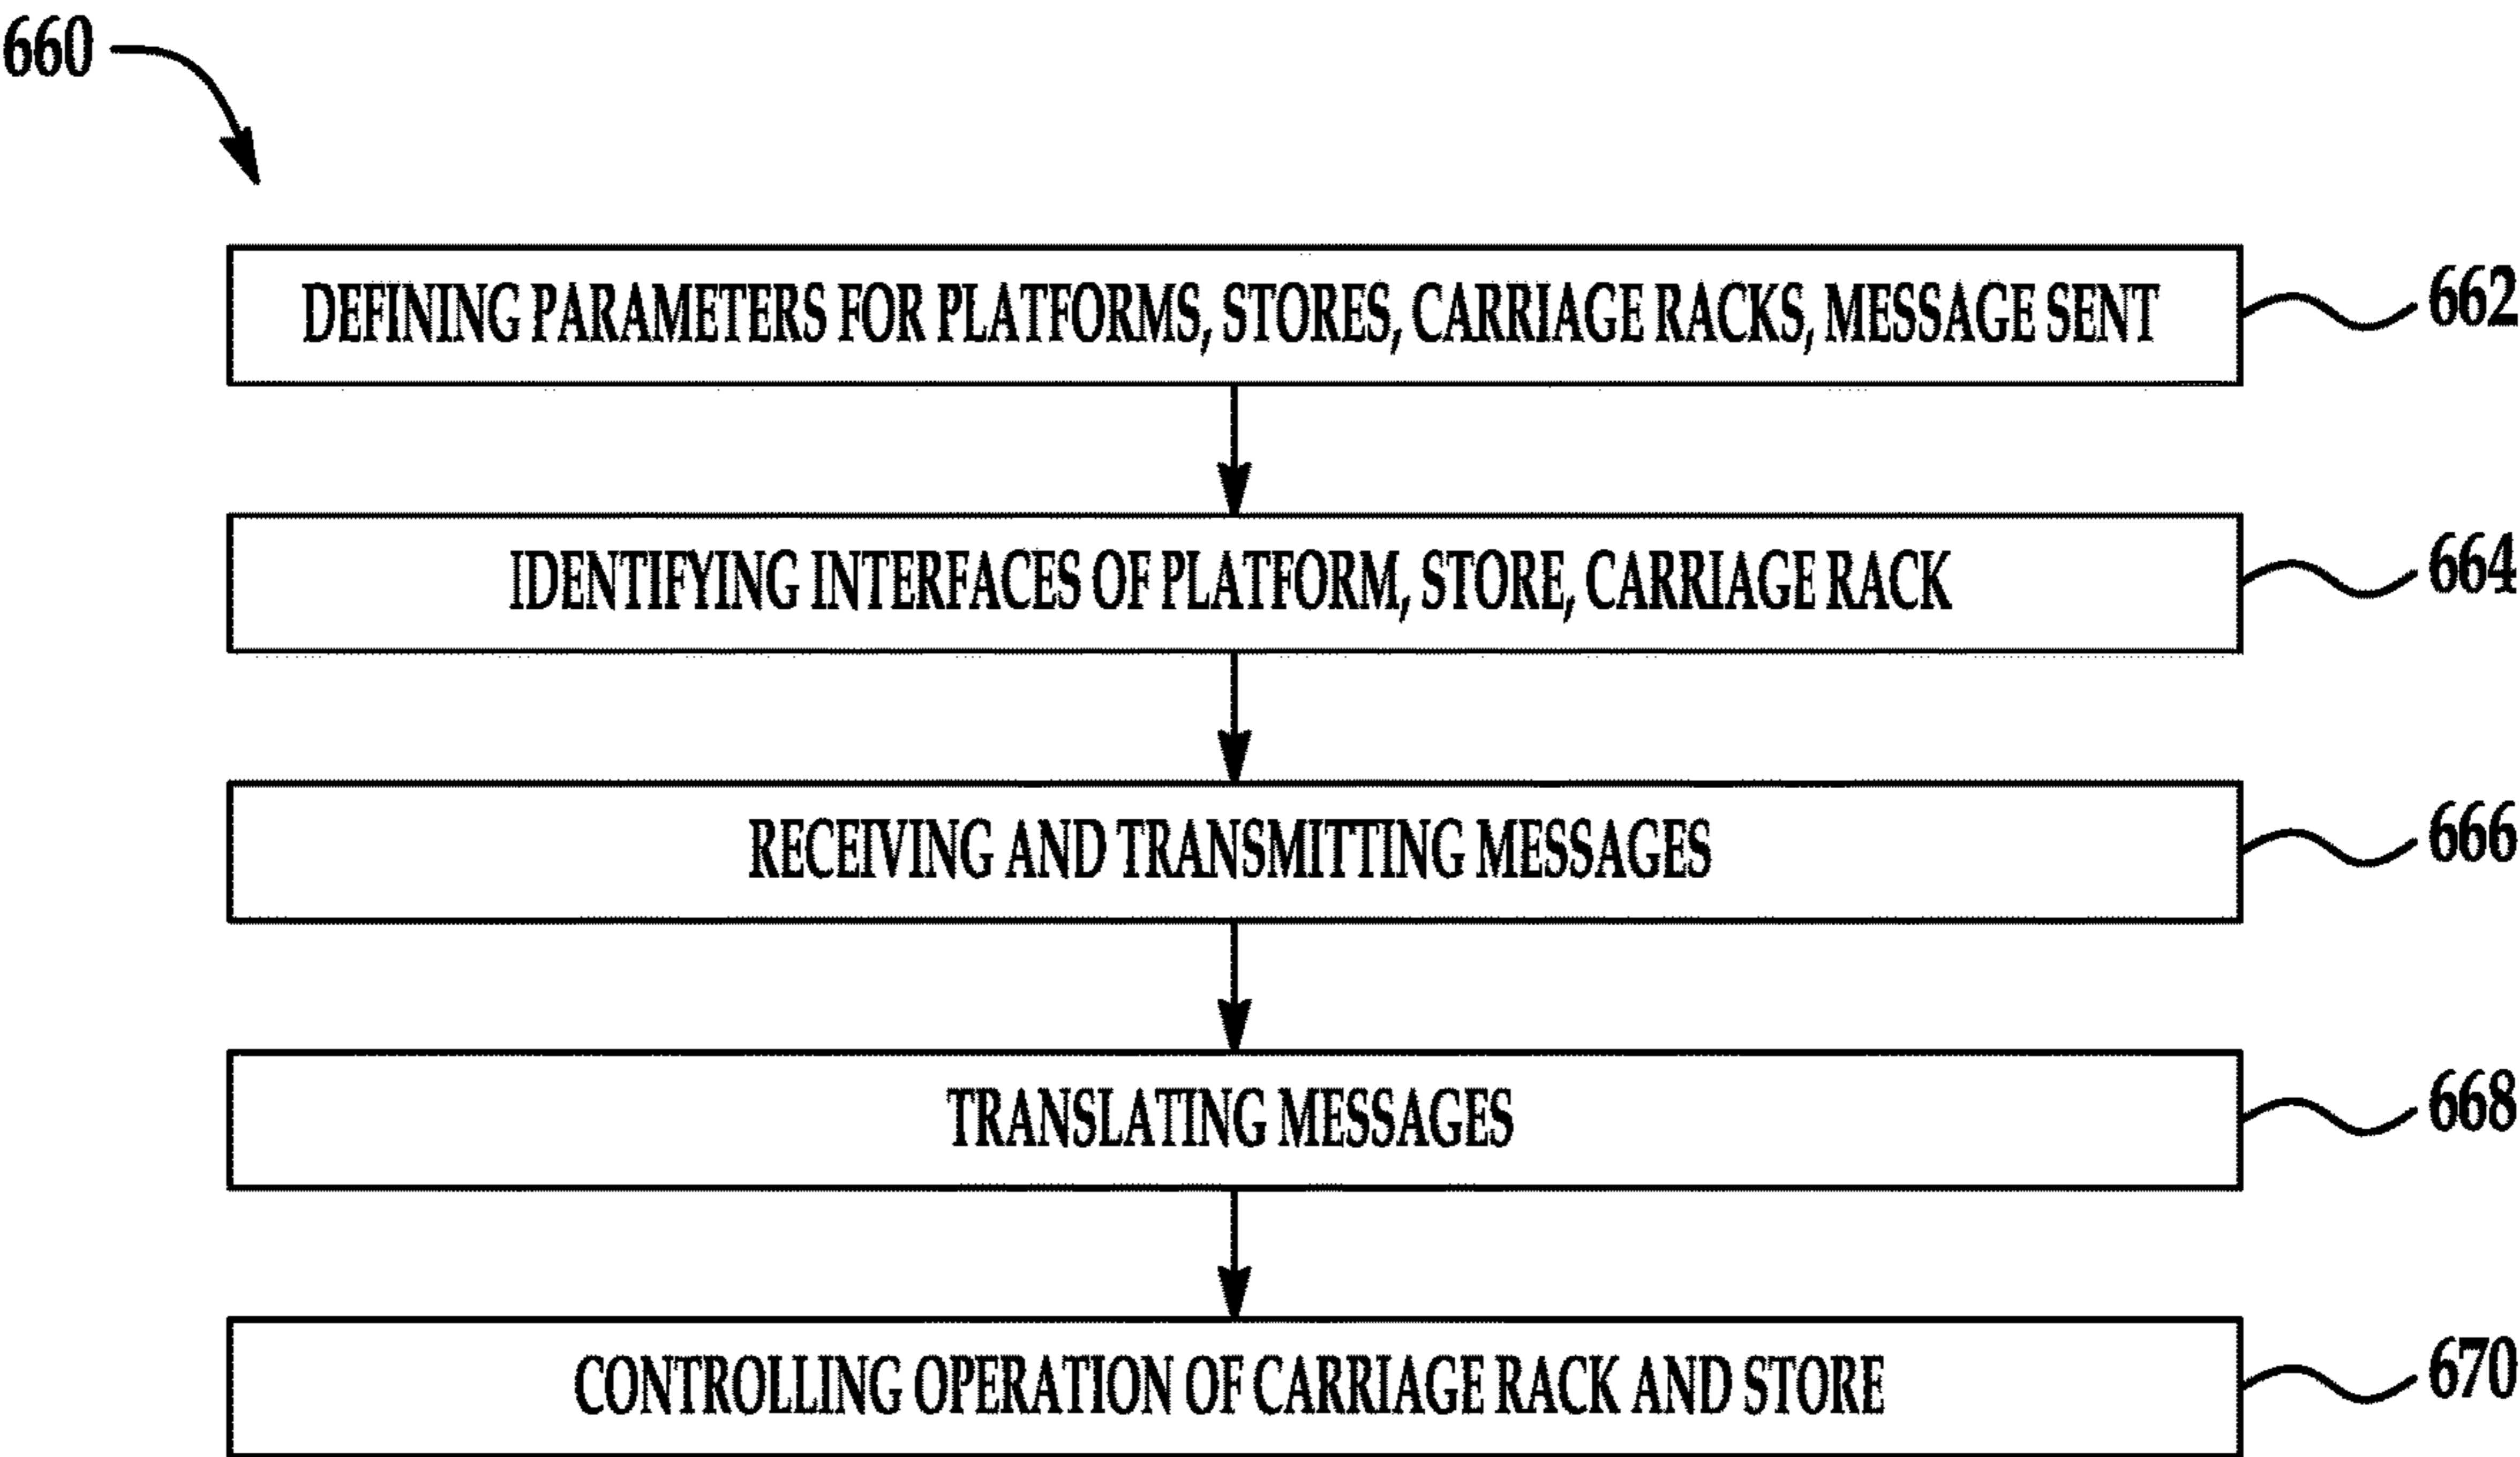 660
DEFINING PARAMETERS FOR PLATFORMS, STORES, CARRIAGE RACKS, MESSAGE SENT
662
IDENTIFYING INTERFACES OF PLATFORM, STORE, CARRIAGE RACK
664
RECEIVING AND TRANSMITTING MESSAGES
666
TRANSLATING MESSAGES
668
CONTROLLING OPERATION OF CARRIAGE RACK AND STORE
670